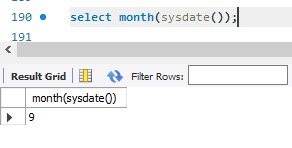 190 select month(sysdate());
191
Result Grid Filter Rows:
month(sysdate())
9